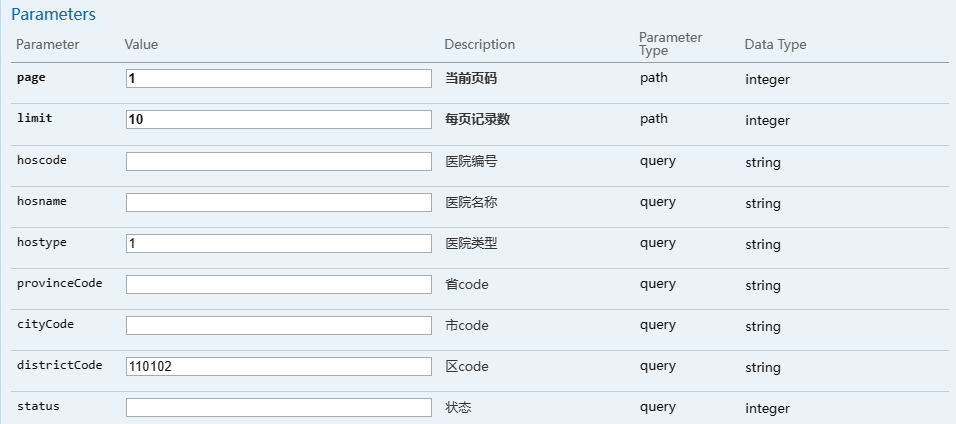 Parameters
Parameter Value Description Parameter Type Data Type
page 1 当前页码 path integer
limit 10 每页记录数 path integer
hoscode 医院编号 query string
hosname 医院名称 query string
hostype 1 医院类型 query string
provinceCode 省code query string
cityCode 市code query string
districtCode 110102 区code query string
status 状态 query integer